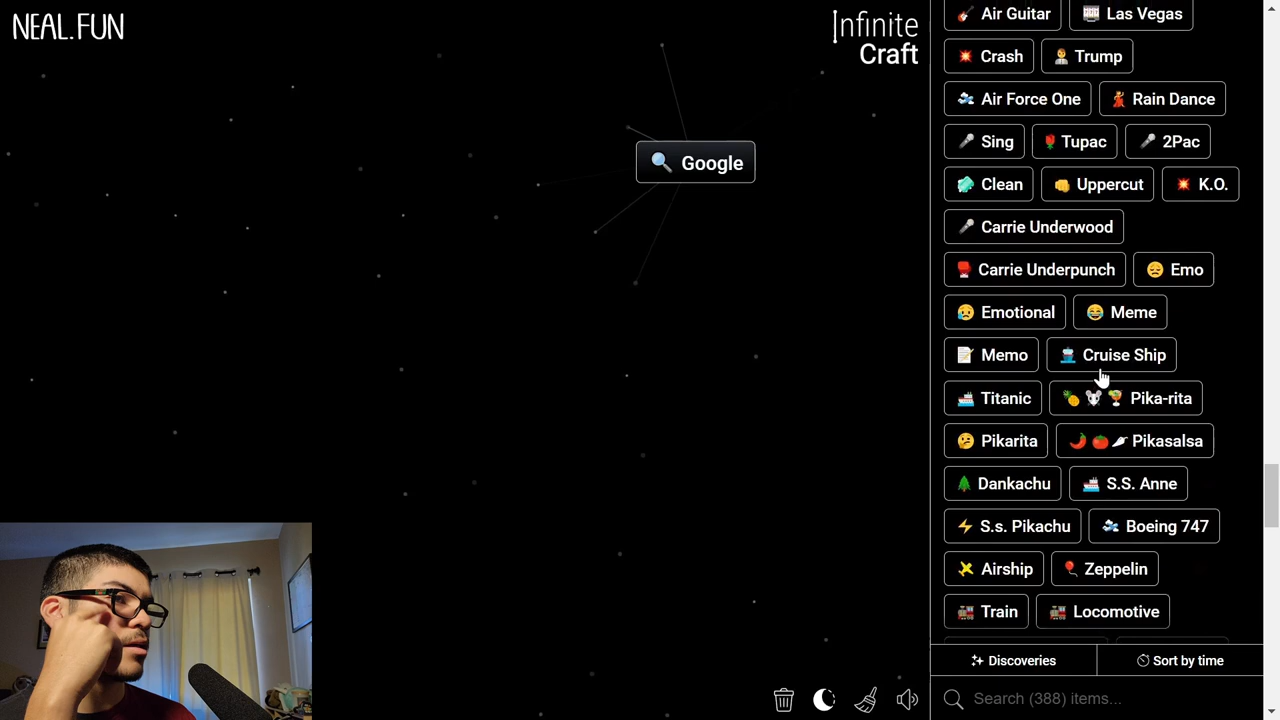 NEAL.FUN
Infinite
Craft
Google
Air Guitar Las Vegas
Crash Trump
Air Force One Rain Dance
Sing Tupac 2Pac
Clean Uppercut K.O.
Carrie Underwood
Carrie Underpunch Emo
Emotional Meme
Memo Cruise Ship
Titanic Pika-rita
Pikarita Pikasalsa
Dankachu S.S. Anne
S.s. Pikachu Boeing 747
Airship Zeppelin
Train Locomotive
Discoveries Sort by time
Search (388) items...